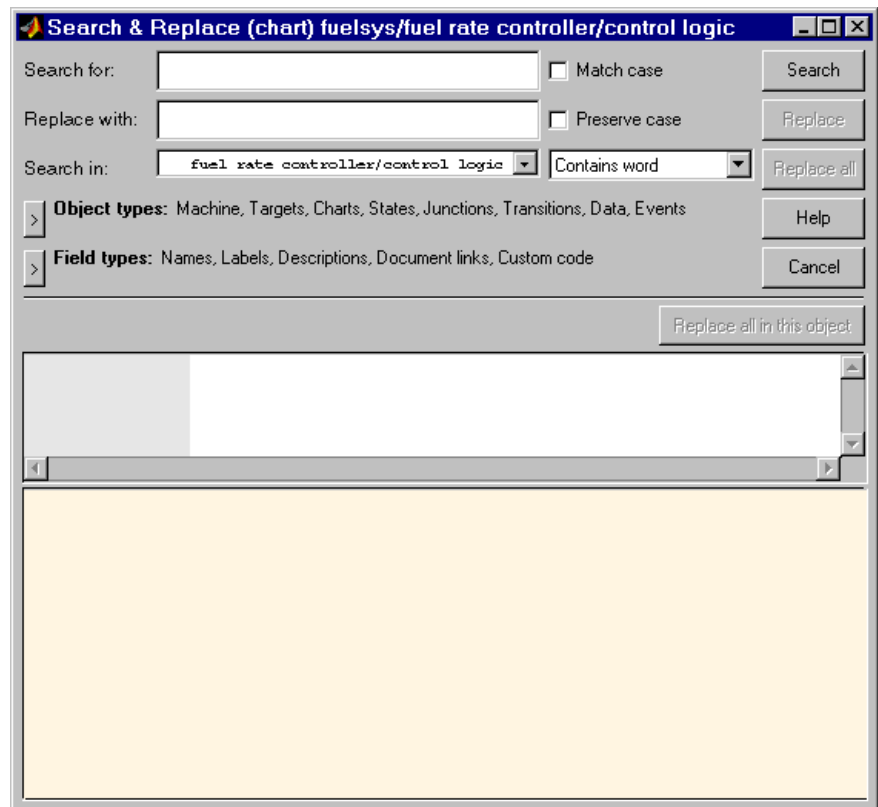 Search & Replace (chart) fuelsys/fuel rate controller/control logic
Search for:
Match case
Search
Replace with:
Preserve case
Replace
Search in:
fuel rate controller/control logic
Contains word
Replace all
> Object types: Machine, Targets, Charts, States, Junctions, Transitions, Data, Events
Help
> Field types: Names, Labels, Descriptions, Document links, Custom code
Cancel
Replace all in this object